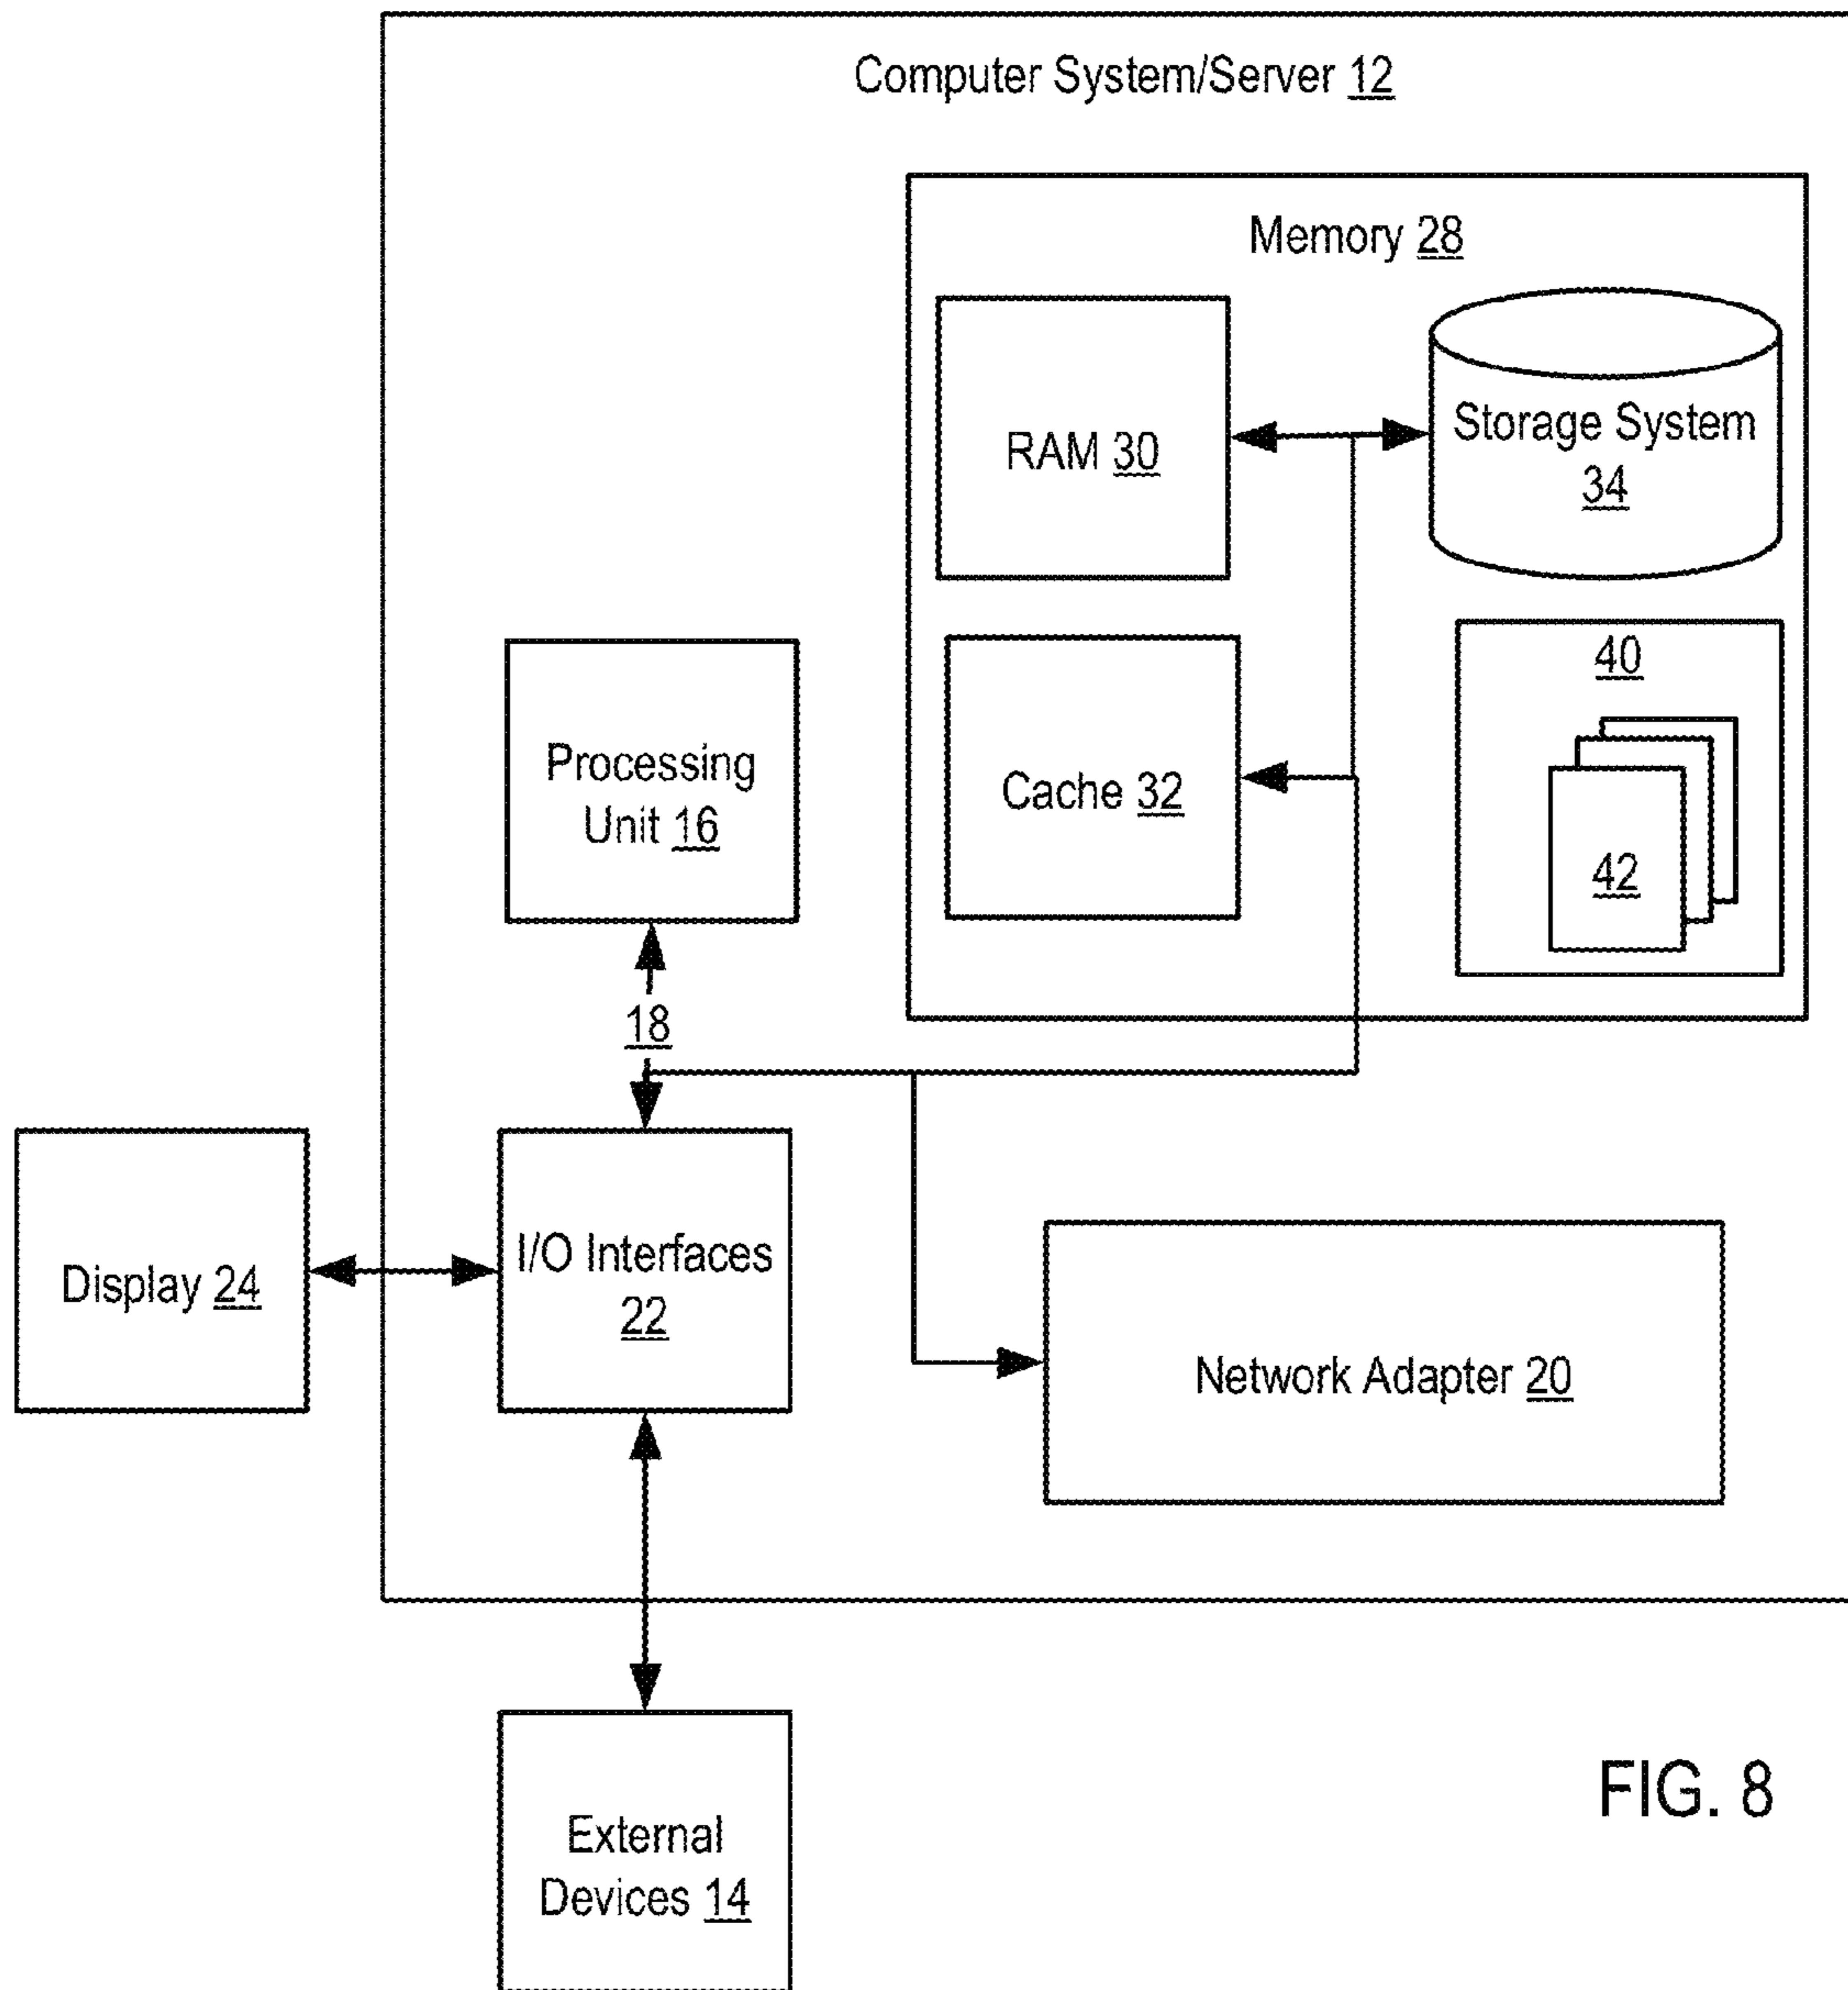 Computer System/Server 12
Memory 28
RAM 30
Storage System
34
Cache 32
40
42
Processing
Unit 16
18
Display 24
I/O Interfaces
22
Network Adapter 20
External
Devices 14
FIG. 8